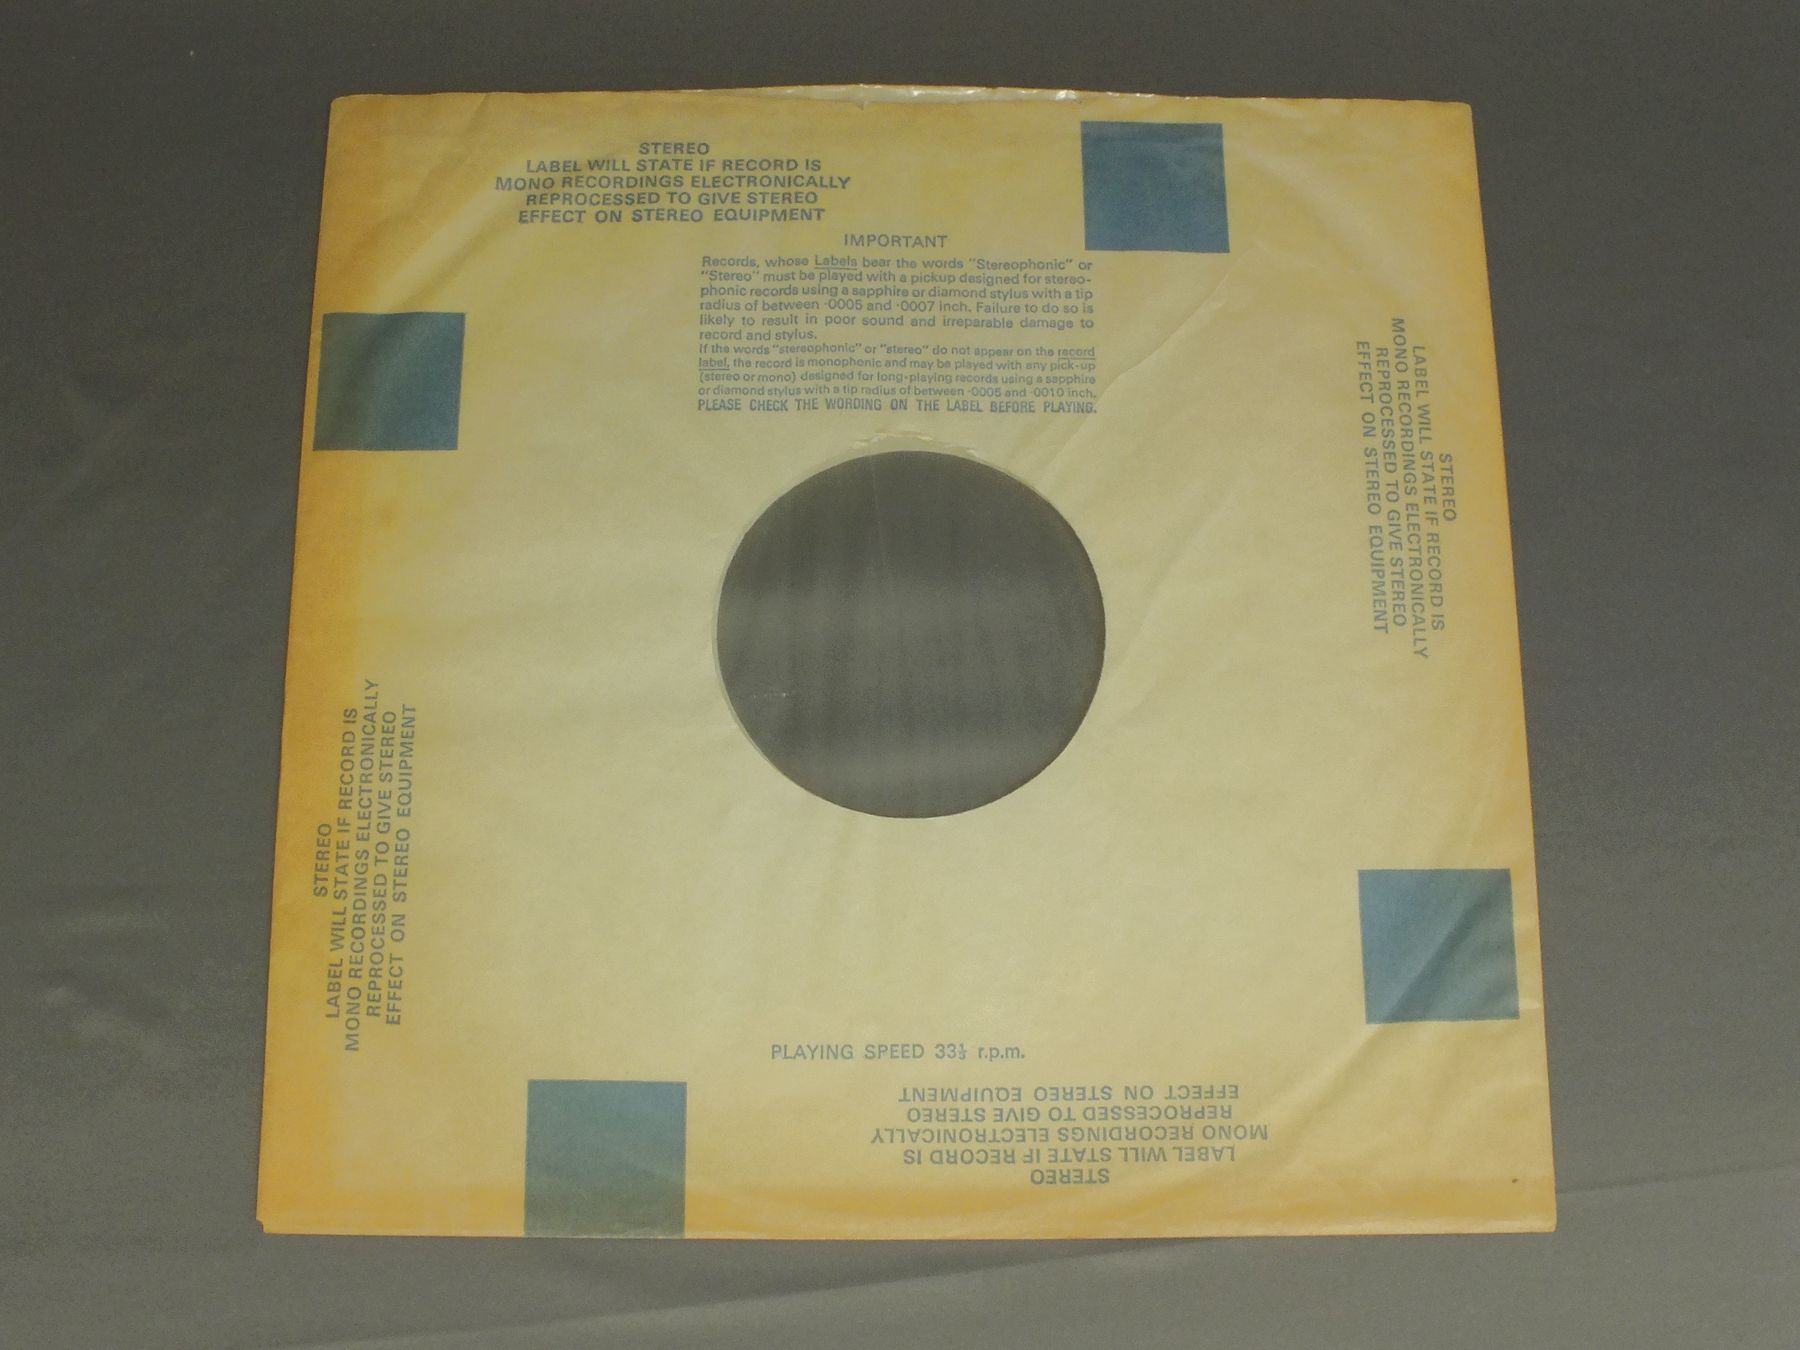 STEREO
LABEL WILL STATE IF RECORD IS
MONO RECORDINGS ELECTRONICALLY
REPROCESSED TO GIVE STEREO
EFFECT ON STEREO EQUIPMENT
IMPORTANT
Records, whose Labels bear the words "Stereophonic" or
"Stereo" must be played with a pickup designed for stereo-
phonic records using a sapphire or diamond stylus with a tip
radius of between ·0005 and ·0007 inch. Failure to do so is
likely to result in poor sound and irreparable damage to
record and stylus.
If the words "stereophonic" or "stereo" do not appear on the record
label, the record is monophonic and may be played with any pick-up
(stereo or mono) designed for long-playing records using a sapphire
or diamond stylus with a tip radius of between ·0005 and ·0010 inch.
PLEASE CHECK THE WORDING ON THE LABEL BEFORE PLAYING.
STEREO
LABEL WILL STATE IF RECORD IS
MONO RECORDINGS ELECTRONICALLY
REPROCESSED TO GIVE STEREO
EFFECT ON STEREO EQUIPMENT
STEREO
LABEL WILL STATE IF RECORD IS
MONO RECORDINGS ELECTRONICALLY
REPROCESSED TO GIVE STEREO
EFFECT ON STEREO EQUIPMENT
PLAYING SPEED 33⅓ r.p.m.
STEREO
LABEL WILL STATE IF RECORD IS
MONO RECORDINGS ELECTRONICALLY
REPROCESSED TO GIVE STEREO
EFFECT ON STEREO EQUIPMENT